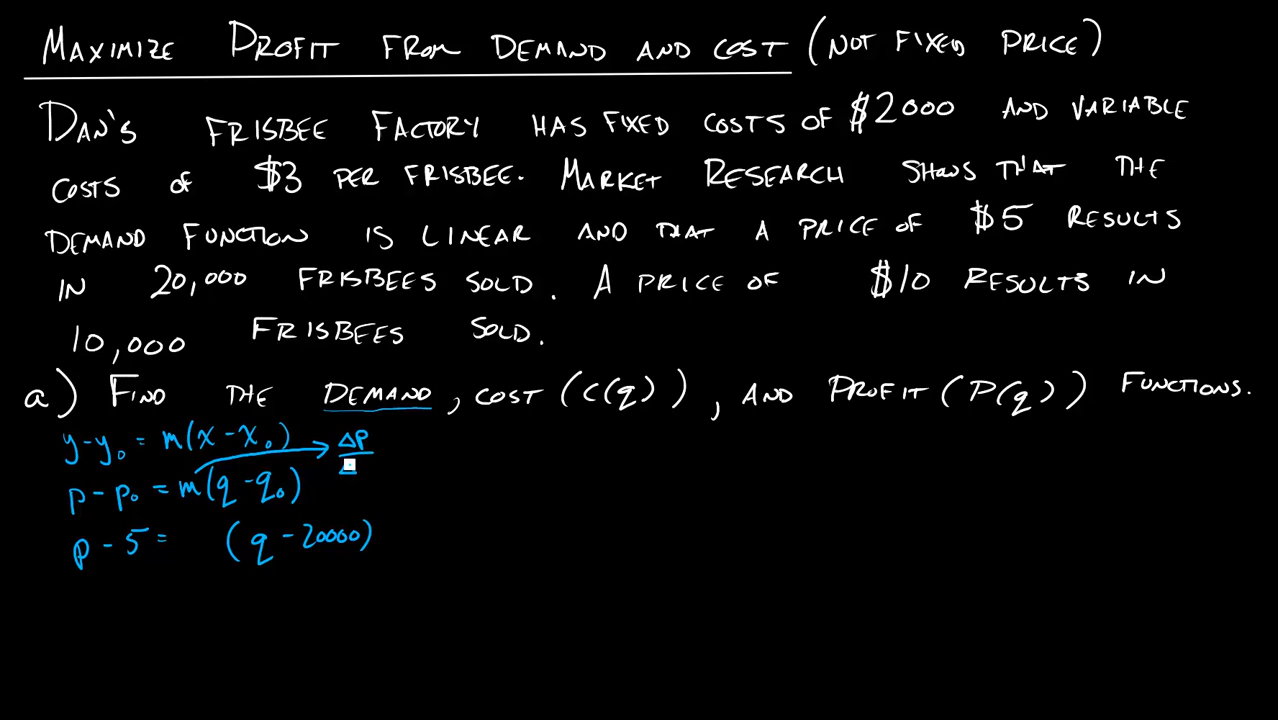 MAXIMIZE PROFIT FROM DEMAND AND COST (NOT FIXED PRICE)
DAN'S FRISBEE FACTORY HAS FIXED COSTS OF $2000 AND VARIABLE
COSTS OF $3 PER FRISBEE. MARKET RESEARCH SHOWS THAT THE
DEMAND FUNCTION IS LINEAR AND THAT A PRICE OF $5 RESULTS
IN 20,000 FRISBEES SOLD. A PRICE OF $10 RESULTS IN
10,000 FRISBEES SOLD.
a) FIND THE DEMAND, COST (C(q)), AND PROFIT (P(q)) FUNCTIONS.
y - y₀ = m(x - x₀) → ΔP
p - p₀ = m(q - q₀)
p - 5 = (q - 20000)